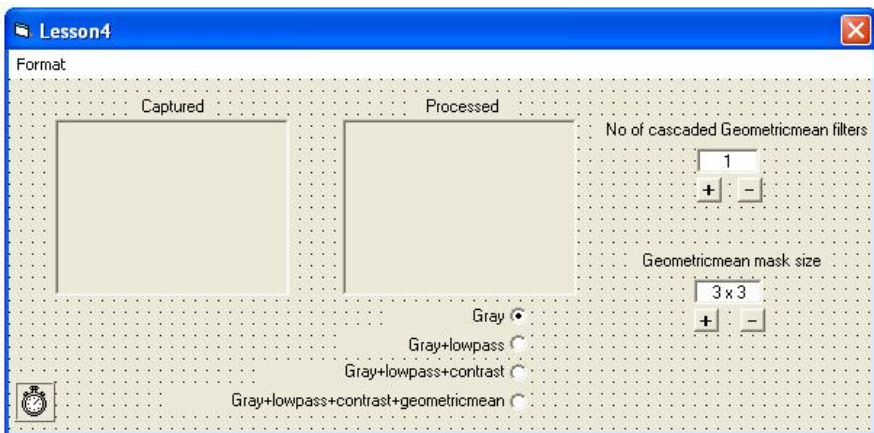 Lesson4
Format
Captured
Processed
No of cascaded Geometricmean filters
1
+ -
Geometricmean mask size
3 x 3
+ -
Gray
Gray+lowpass
Gray+lowpass+contrast
Gray+lowpass+contrast+geometricmean